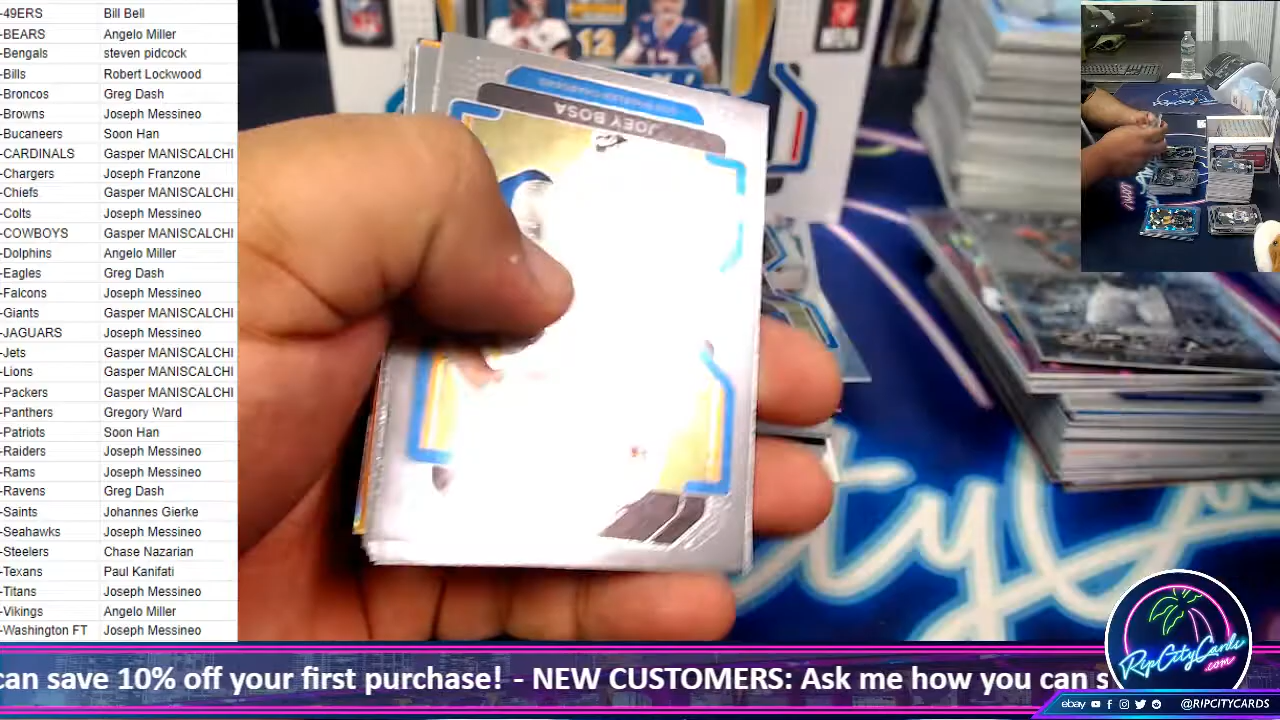 -49ERS Bill Bell
-BEARS Angelo Miller
-Bengals steven pidcock
-Bills Robert Lockwood
-Broncos Greg Dash
-Browns Joseph Messineo
-Bucaneers Soon Han
-CARDINALS Gasper MANISCALCHI
-Chargers Joseph Franzone
-Chiefs Gasper MANISCALCHI
-Colts Joseph Messineo
-COWBOYS Gasper MANISCALCHI
-Dolphins Angelo Miller
-Eagles Greg Dash
-Falcons Joseph Messineo
-Giants Gasper MANISCALCHI
-JAGUARS Joseph Messineo
-Jets Gasper MANISCALCHI
-Lions Gasper MANISCALCHI
-Packers Gasper MANISCALCHI
-Panthers Gregory Ward
-Patriots Soon Han
-Raiders Joseph Messineo
-Rams Joseph Messineo
-Ravens Greg Dash
-Saints Johannes Gierke
-Seahawks Joseph Messineo
-Steelers Chase Nazarian
-Texans Paul Kanifati
-Titans Joseph Messineo
-Vikings Angelo Miller
-Washington FT Joseph Messineo
12
LOS ANGELES CHARGERS
JOEY BOSA
can save 10% off your first purchase! - NEW CUSTOMERS: Ask me how you can s
RipCityCards
.com
ebay @RIPCITYCARDS